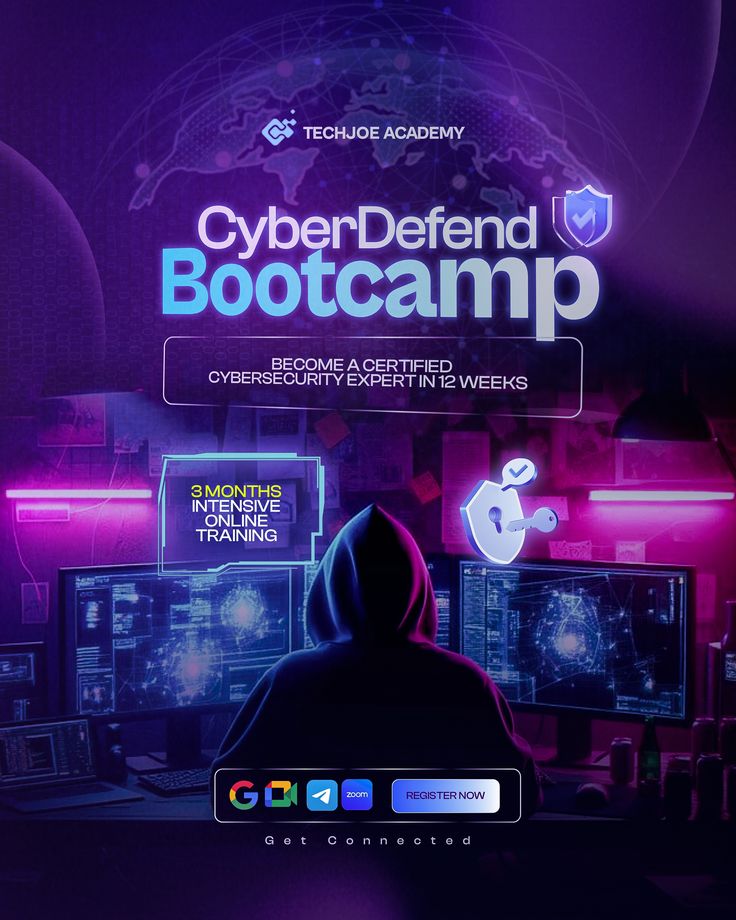 TECHJOE ACADEMY
CyberDefend
Bootcamp
BECOME A CERTIFIED
CYBERSECURITY EXPERT IN 12 WEEKS
3 MONTHS
INTENSIVE
ONLINE
TRAINING
zoom
REGISTER NOW
Get Connected